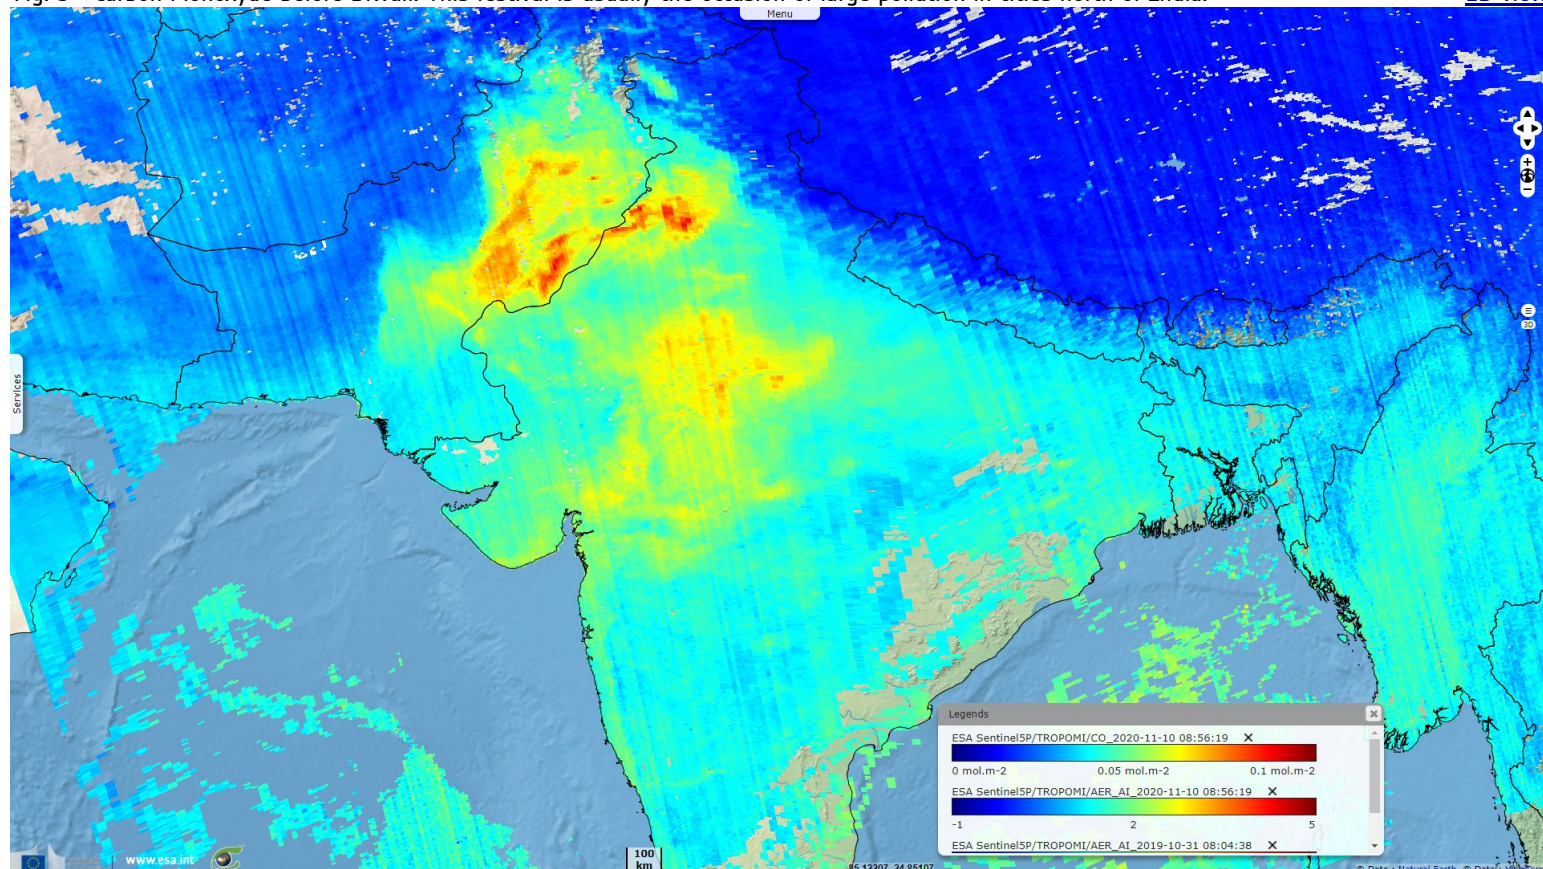 Menu
Services
3D
Legends
ESA Sentinel5P/TROPOMI/CO_2020-11-10 08:56:19
0 mol.m-2 0.05 mol.m-2 0.1 mol.m-2
ESA Sentinel5P/TROPOMI/AER_AI_2020-11-10 08:56:19
-1 2 5
ESA Sentinel5P/TROPOMI/AER_AI_2019-10-31 08:04:38
www.esa.int
100
km